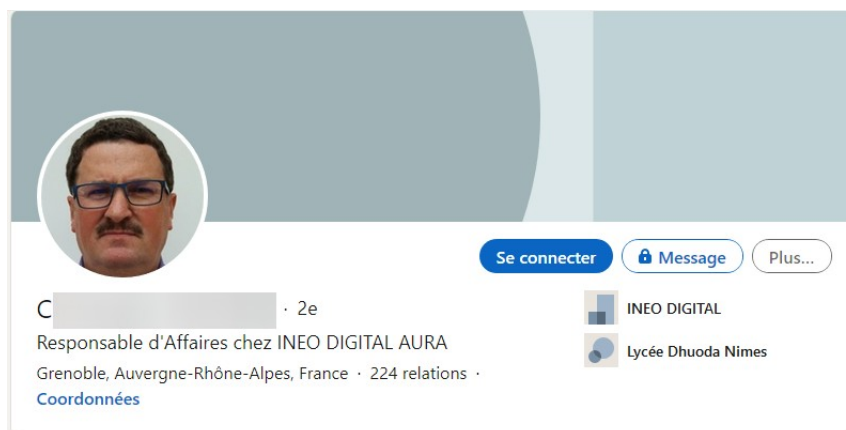 Se connecter
Message
Plus...
C · 2e
INEO DIGITAL
Responsable d'Affaires chez INEO DIGITAL AURA
Lycée Dhuoda Nimes
Grenoble, Auvergne-Rhône-Alpes, France · 224 relations ·
Coordonnées